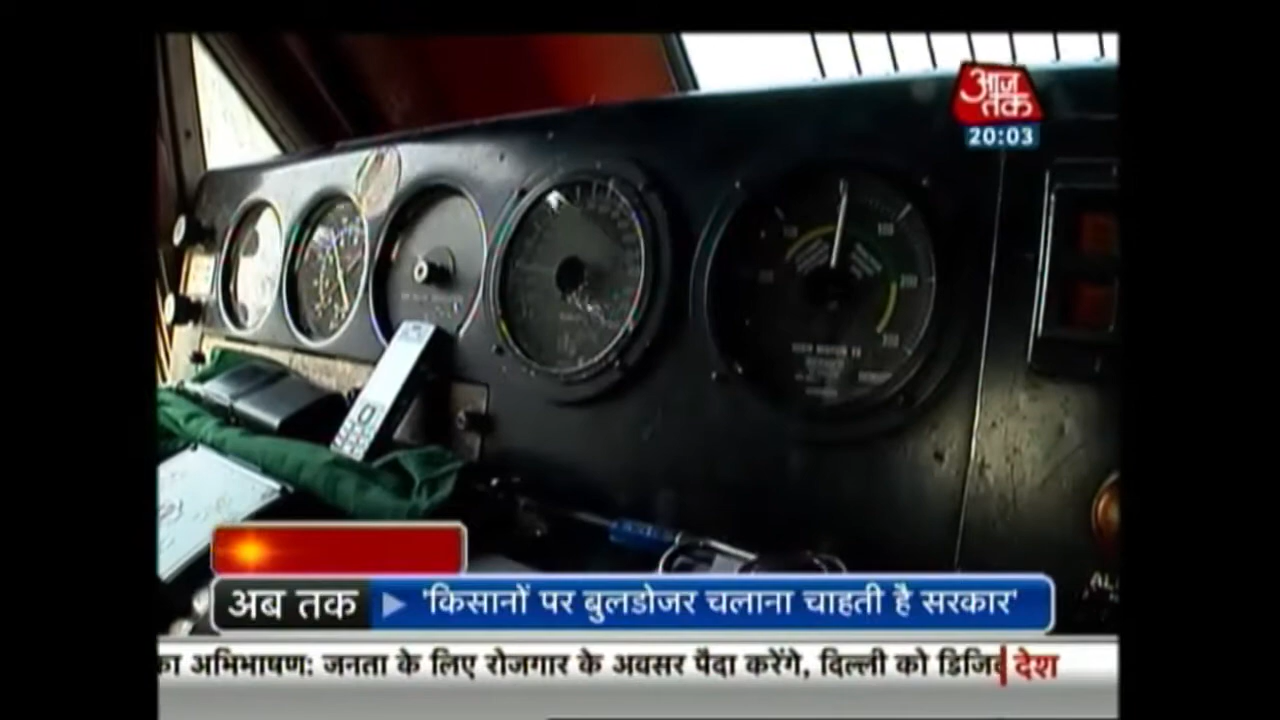 आज
तक
20:03
अब तक
'किसानों पर बुलडोजर चलाना चाहती है सरकार'
का अभिभाषण: जनता के लिए रोजगार के अवसर पैदा करेंगे, दिल्ली को देश